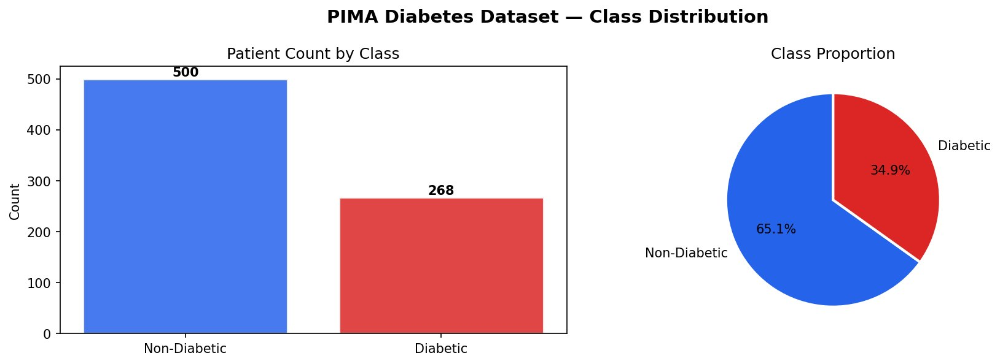 PIMA Diabetes Dataset — Class Distribution
Patient Count by Class
500
400
300
200
100
0
Count
500
268
Non-Diabetic
Diabetic
Class Proportion
Diabetic
34.9%
65.1%
Non-Diabetic